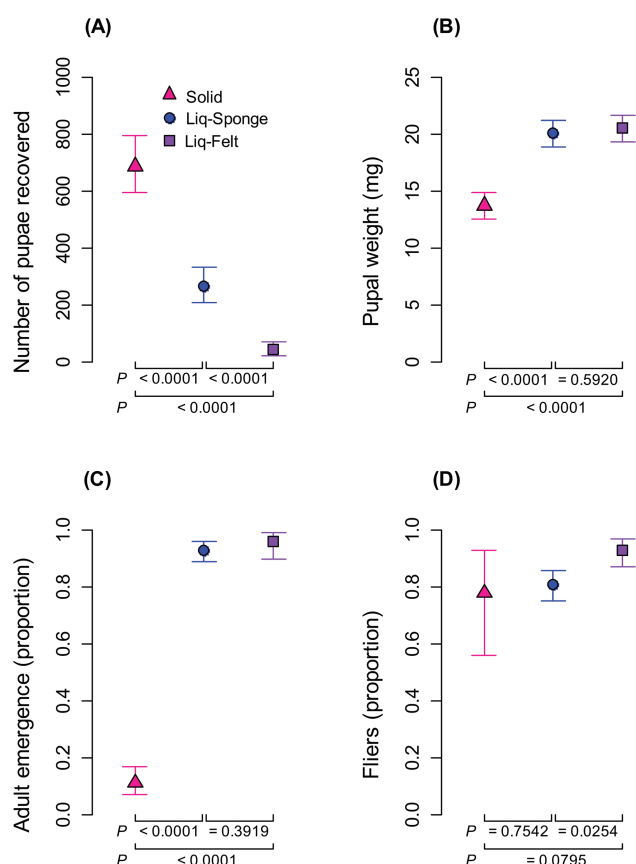 (A)
Number of pupae recovered
1000
800
600
400
200
0
Solid
Liq-Sponge
Liq-Felt
P < 0.0001 < 0.0001
P < 0.0001
(B)
Pupal weight (mg)
25
20
15
10
5
0
P < 0.0001 = 0.5920
P < 0.0001
(C)
Adult emergence (proportion)
1.0
0.8
0.6
0.4
0.2
0.0
P < 0.0001 = 0.3919
P < 0.0001
(D)
Fliers (proportion)
1.0
0.8
0.6
0.4
0.2
0.0
P = 0.7542 = 0.0254
P = 0.0795